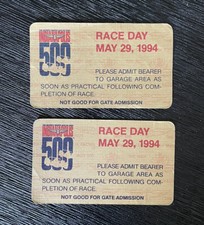 500
RACE DAY
MAY 29, 1994
PLEASE ADMIT BEARER
TO GARAGE AREA AS
SOON AS PRACTICAL FOLLOWING COM-
PLETION OF RACE.
NOT GOOD FOR GATE ADMISSION
500
RACE DAY
MAY 29, 1994
PLEASE ADMIT BEARER
TO GARAGE AREA AS
SOON AS PRACTICAL FOLLOWING COM-
PLETION OF RACE.
NOT GOOD FOR GATE ADMISSION